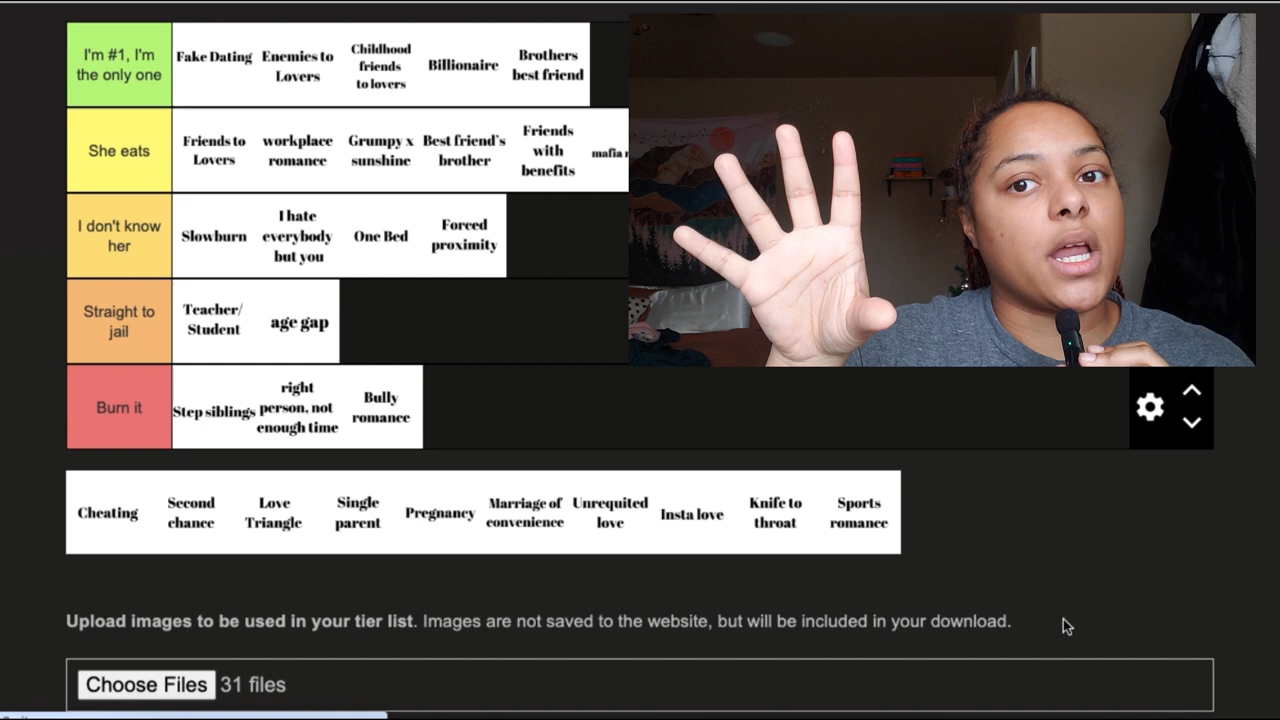 I'm #1, I'm
the only one
Fake Dating
Enemies to
Lovers
Childhood
friends
to lovers
Billionaire
Brothers
best friend
She eats
Friends to
Lovers
workplace
romance
Grumpy x
sunshine
Best friend's
brother
Friends
with
benefits
mafia
I don't know
her
Slowburn
I hate
everybody
but you
One Bed
Forced
proximity
Straight to
jail
Teacher/
Student
age gap
Burn it
Step siblings
right
person, not
enough time
Bully
romance
Cheating
Second
chance
Love
Triangle
Single
parent
Pregnancy
Marriage of
convenience
Unrequited
love
Insta love
Knife to
throat
Sports
romance
Upload images to be used in your tier list. Images are not saved to the website, but will be included in your download.
Choose Files 31 files